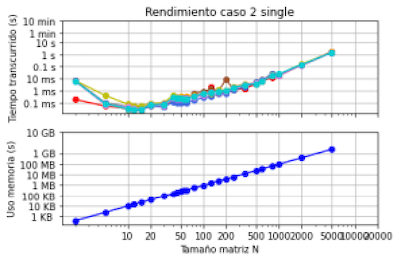 Rendimiento caso 2 single
Tiempo transcurrido (s)
10 min
1 min
10 s
1 s
0.1 s
10 ms
1 ms
0.1 ms
Uso memoria (s)
10 GB
1 GB
100 MB
10 MB
1 MB
100 KB
10 KB
1 KB
10 20 50 100 200 500 1000 2000 5000 10000 20000
Tamaño matriz N